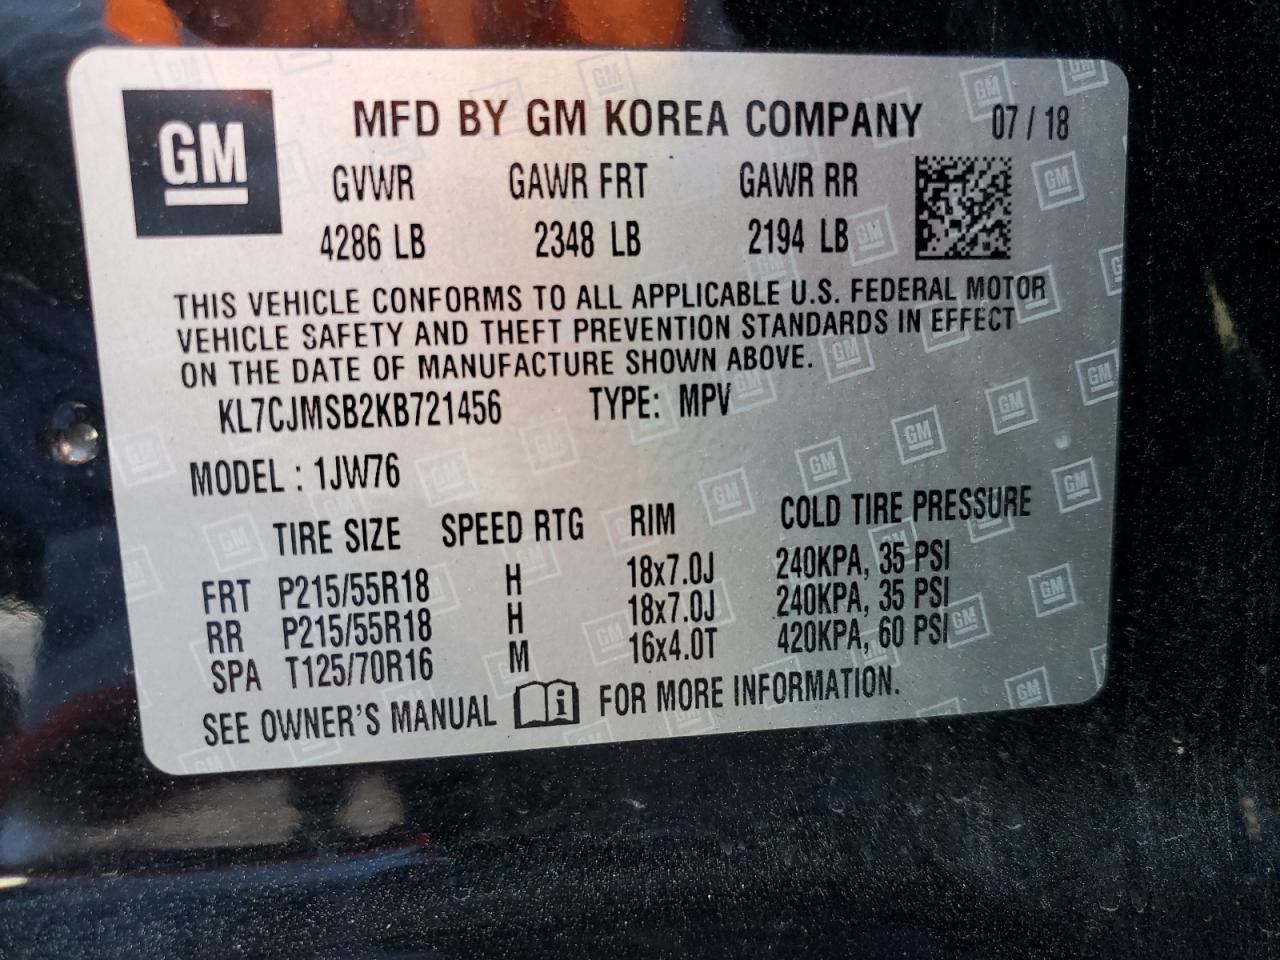 GM
MFD BY GM KOREA COMPANY 07/18
GVWR GAWR FRT GAWR RR
4286 LB 2348 LB 2194 LB
THIS VEHICLE CONFORMS TO ALL APPLICABLE U.S. FEDERAL MOTOR
VEHICLE SAFETY AND THEFT PREVENTION STANDARDS IN EFFECT
ON THE DATE OF MANUFACTURE SHOWN ABOVE.
KL7CJMSB2KB721456 TYPE: MPV
MODEL : 1JW76
TIRE SIZE SPEED RTG RIM COLD TIRE PRESSURE
FRT P215/55R18 H 18x7.0J 240KPA, 35 PSI
RR P215/55R18 H 18x7.0J 240KPA, 35 PSI
SPA T125/70R16 M 16x4.0T 420KPA, 60 PSI
SEE OWNER'S MANUAL i FOR MORE INFORMATION.